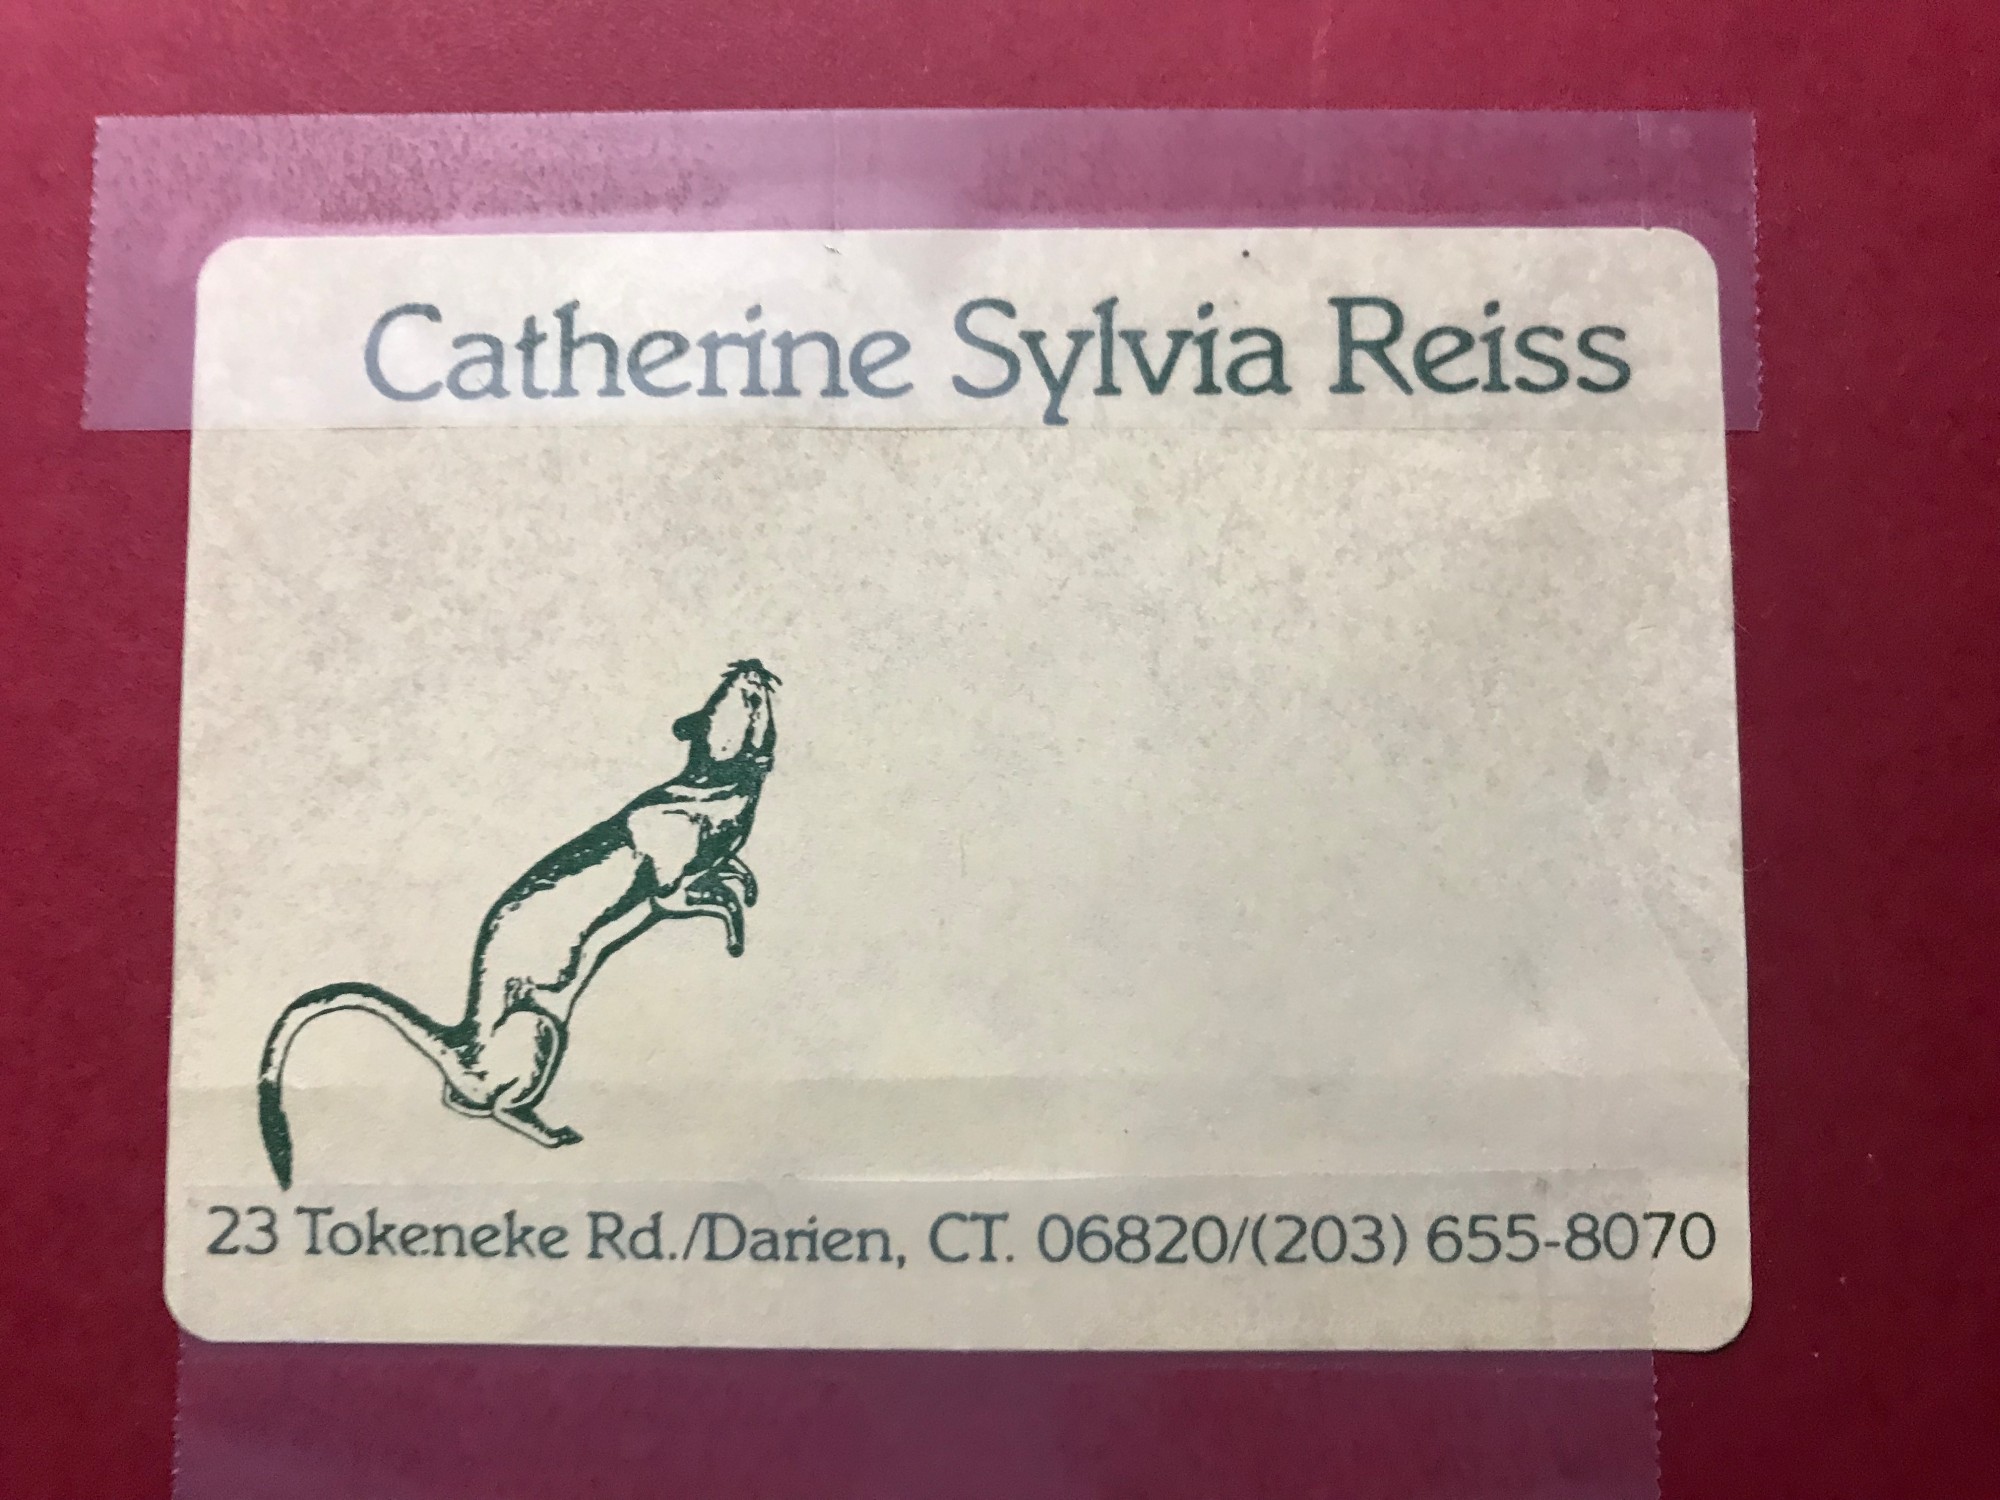 Catherine Sylvia Reiss
23 Tokeneke Rd./Darien, CT. 06820/(203) 655-8070